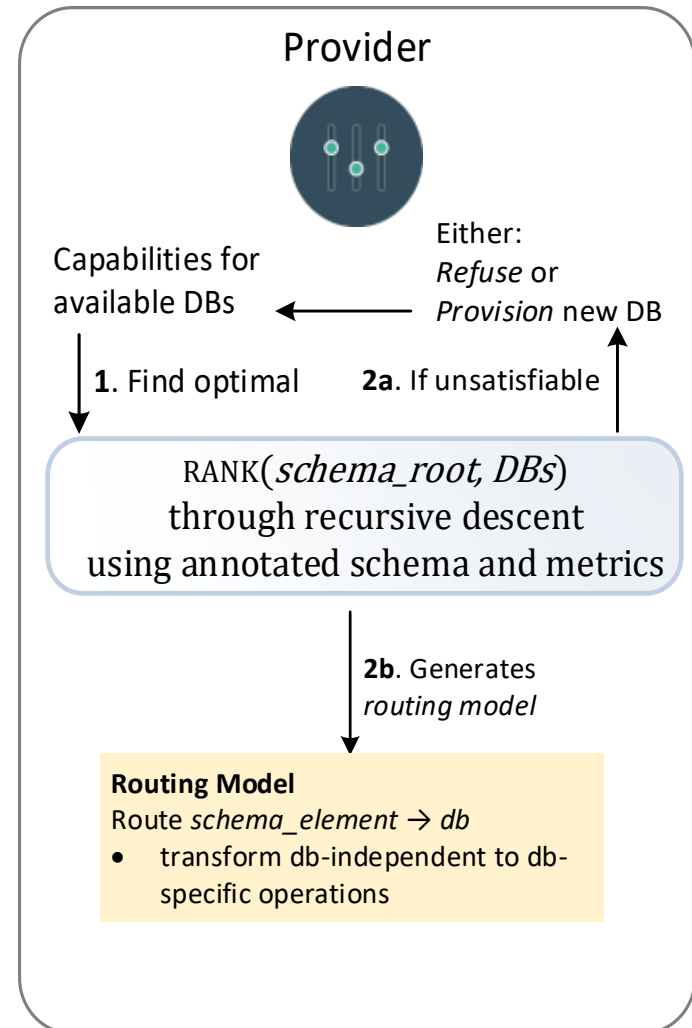 Provider
Capabilities for
available DBs
Either:
Refuse or
Provision new DB
1. Find optimal
2a. If unsatisfiable
RANK(schema_root, DBs)
through recursive descent
using annotated schema and metrics
2b. Generates
routing model
Routing Model
Route schema_element → db
• transform db-independent to db-
specific operations